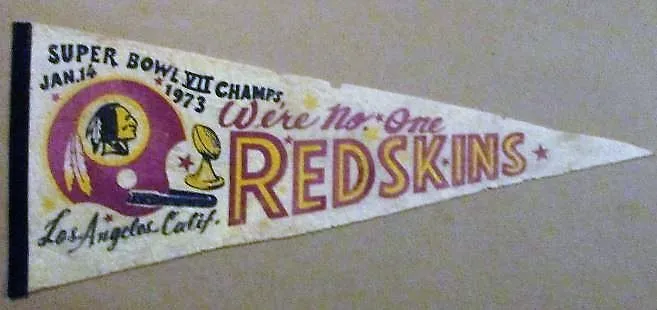 SUPER BOWL VII CHAMPS
JAN. 14 1973
We're No. One
REDSKINS
Los Angeles Calif.